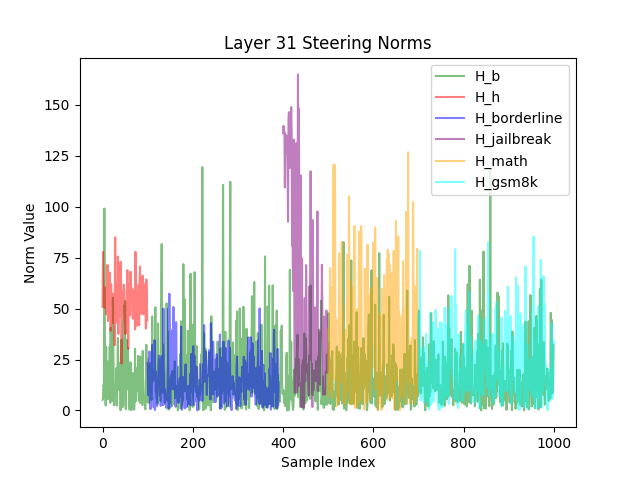 Layer 31 Steering Norms
H_b
H_h
H_borderline
H_jailbreak
H_math
H_gsm8k
Norm Value
150
125
100
75
50
25
0
0 200 400 600 800 1000
Sample Index